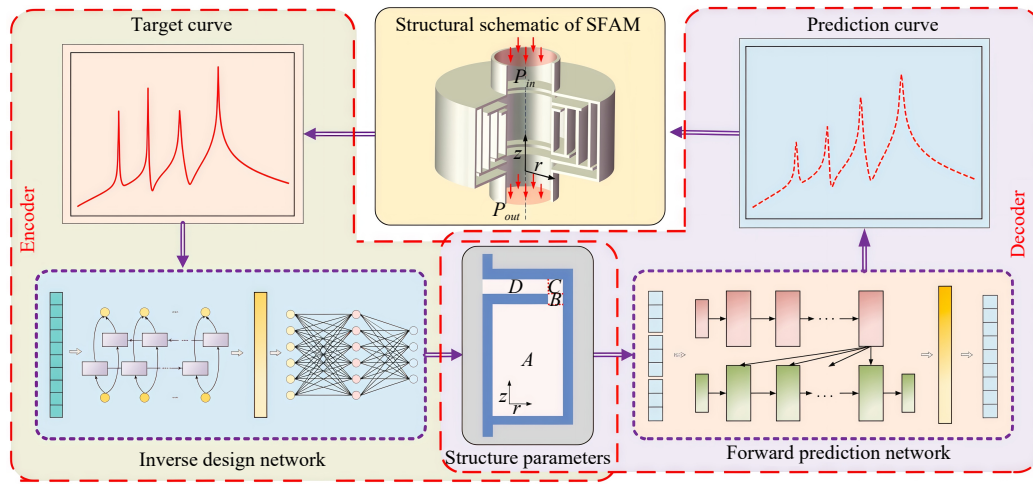 Target curve
Structural schematic of SFAM
Prediction curve
P_in
z
r
P_out
Encoder
Decoder
D
C
B
A
z
r
Inverse design network
Structure parameters
Forward prediction network